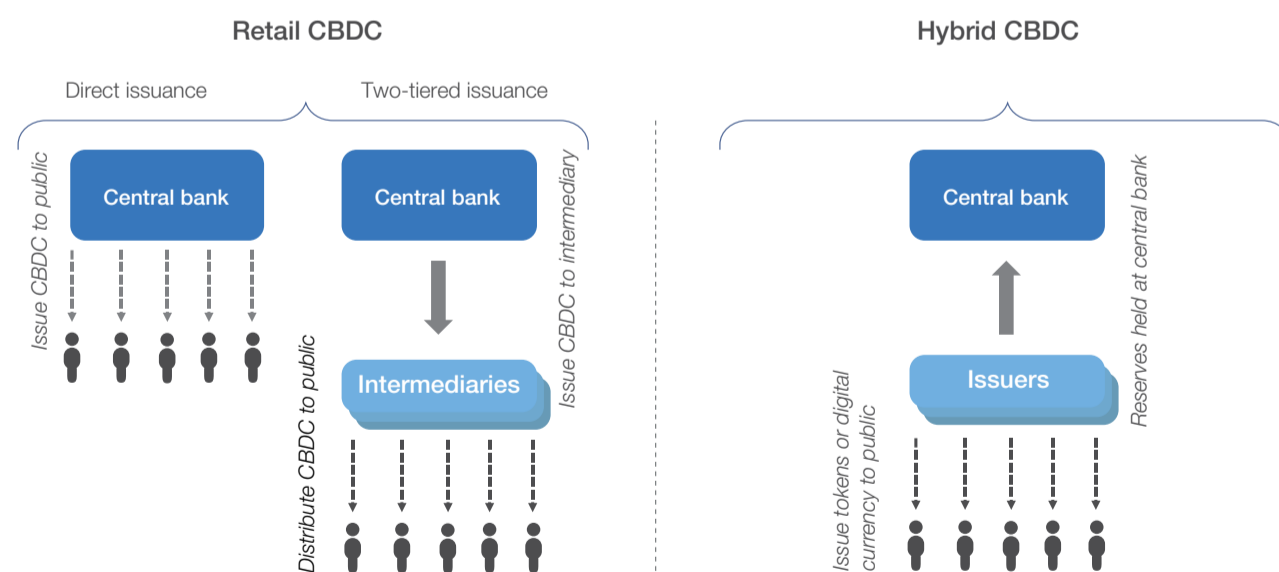 Retail CBDC
Hybrid CBDC
Direct issuance
Two-tiered issuance
Issue CBDC to public
Central bank
Central bank
Issue CBDC to intermediary
Intermediaries
Distribute CBDC to public
Central bank
Reserves held at central bank
Issuers
Issue tokens or digital
currency to public